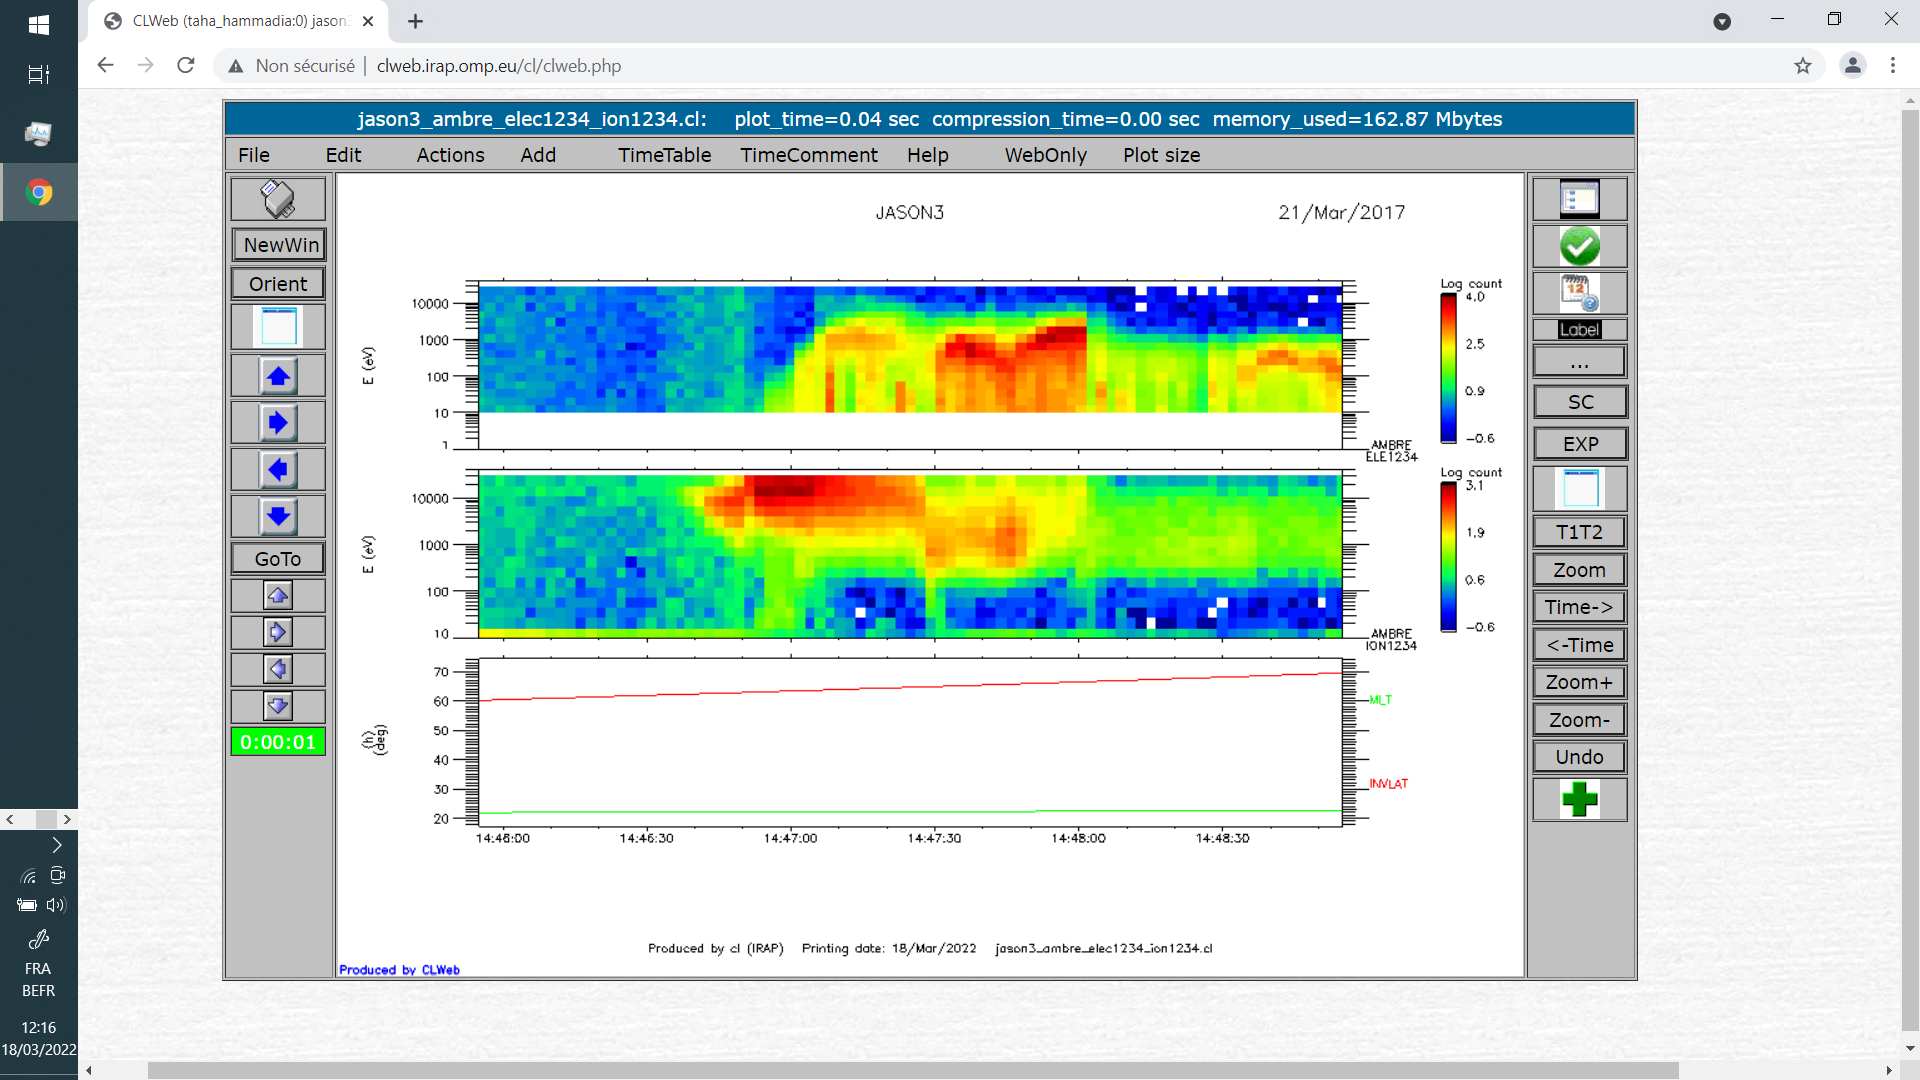 CLWeb (taha_hammadia:0) jason3
Non sécurisé | clweb.irap.omp.eu/cl/clweb.php
jason3_ambre_elec1234_ion1234.cl: plot_time=0.04 sec compression_time=0.00 sec memory_used=162.87 Mbytes
File Edit Actions Add TimeTable TimeComment Help WebOnly Plot size
NewWin
Orient
GoTo
0:00:01
JASON3 21/Mar/2017
E (eV)
10000
1000
100
10
1
AMBRE
ELE1234
Log count
4.0
2.5
0.9
-0.6
E (eV)
10000
1000
100
10
AMBRE
ION1234
Log count
3.1
1.9
0.6
-0.6
(h)
(deg)
70
60
50
40
30
20
MLT
INVLAT
14:46:00 14:46:30 14:47:00 14:47:30 14:48:00 14:48:30
Produced by cl (IRAP) Printing date: 18/Mar/2022 jason3_ambre_elec1234_ion1234.cl
Produced by CLWeb
12
Label
...
SC
EXP
T1T2
Zoom
Time->
<-Time
Zoom+
Zoom-
Undo
FRA
BEFR
12:16
18/03/2022